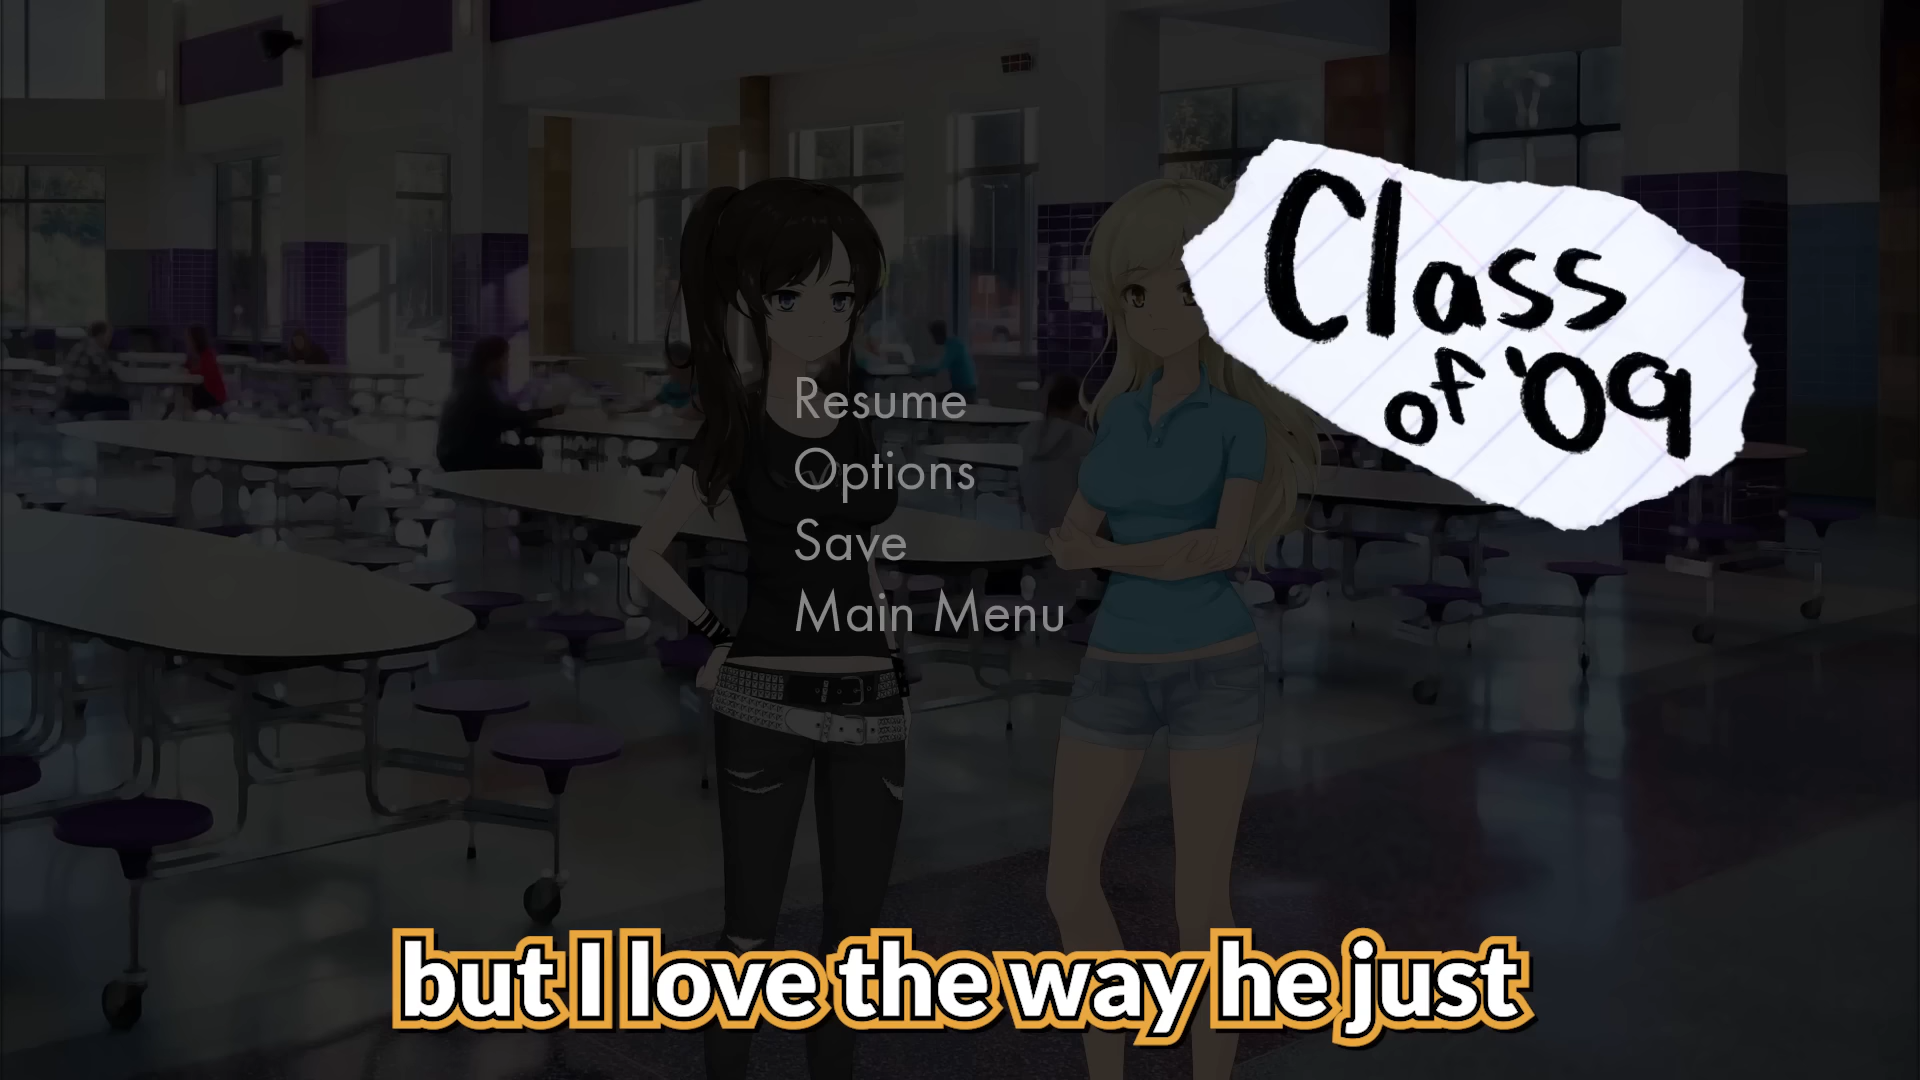 Class
of '09
Resume
Options
Save
Main Menu
but I love the way he just